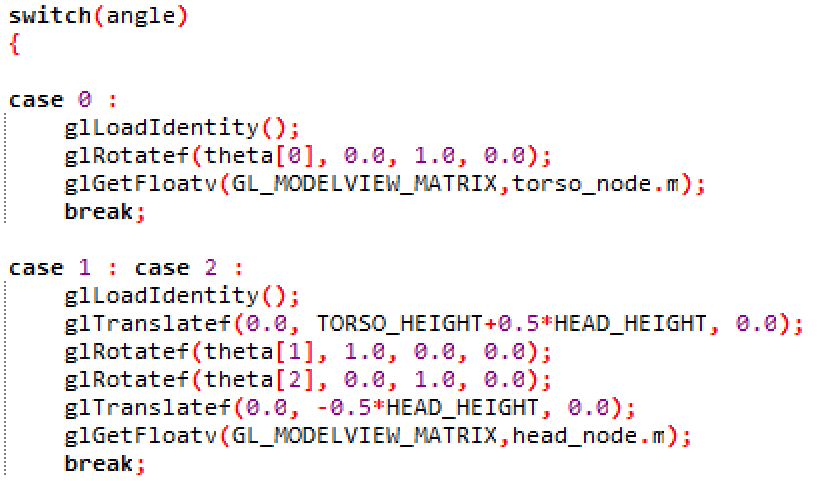 switch(angle)
{
case 0 :
glLoadIdentity();
glRotatef(theta[0], 0.0, 1.0, 0.0);
glGetFloatv(GL_MODELVIEW_MATRIX,torso_node.m);
break;
case 1 : case 2 :
glLoadIdentity();
glTranslatef(0.0, TORSO_HEIGHT+0.5*HEAD_HEIGHT, 0.0);
glRotatef(theta[1], 1.0, 0.0, 0.0);
glRotatef(theta[2], 0.0, 1.0, 0.0);
glTranslatef(0.0, -0.5*HEAD_HEIGHT, 0.0);
glGetFloatv(GL_MODELVIEW_MATRIX,head_node.m);
break;